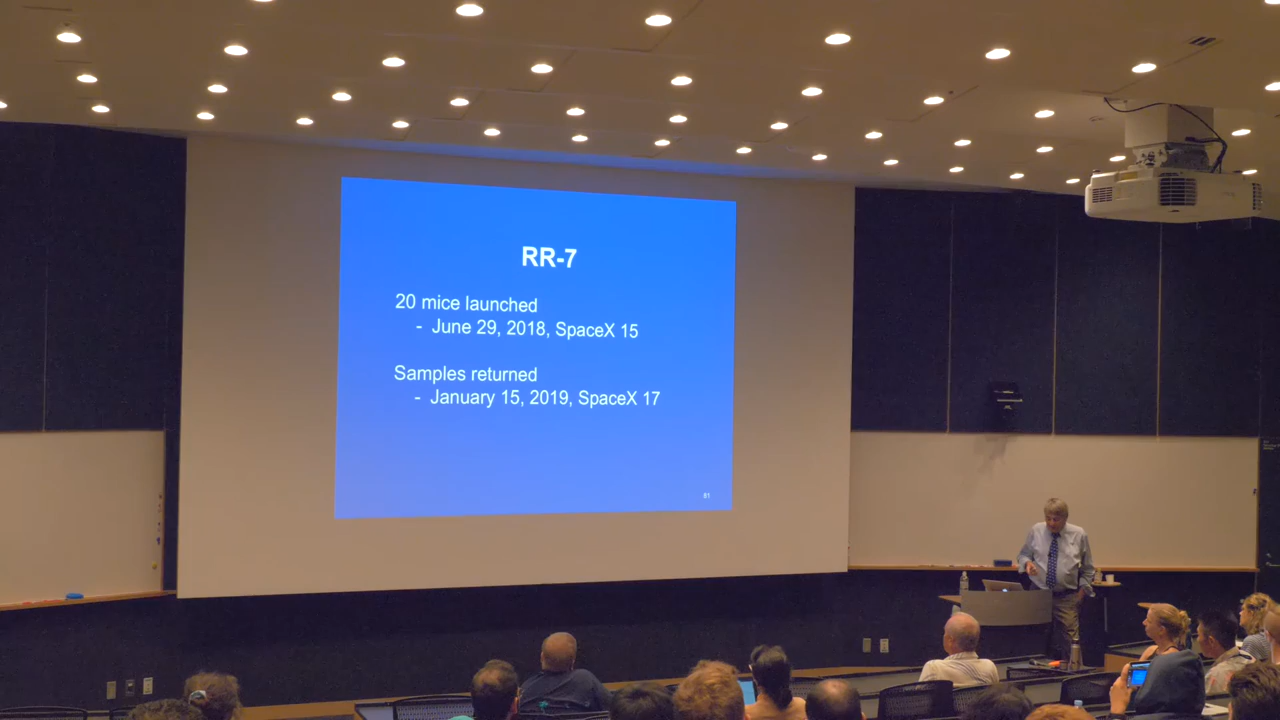 RR-7
20 mice launched
- June 29, 2018, SpaceX 15
Samples returned
- January 15, 2019, SpaceX 17